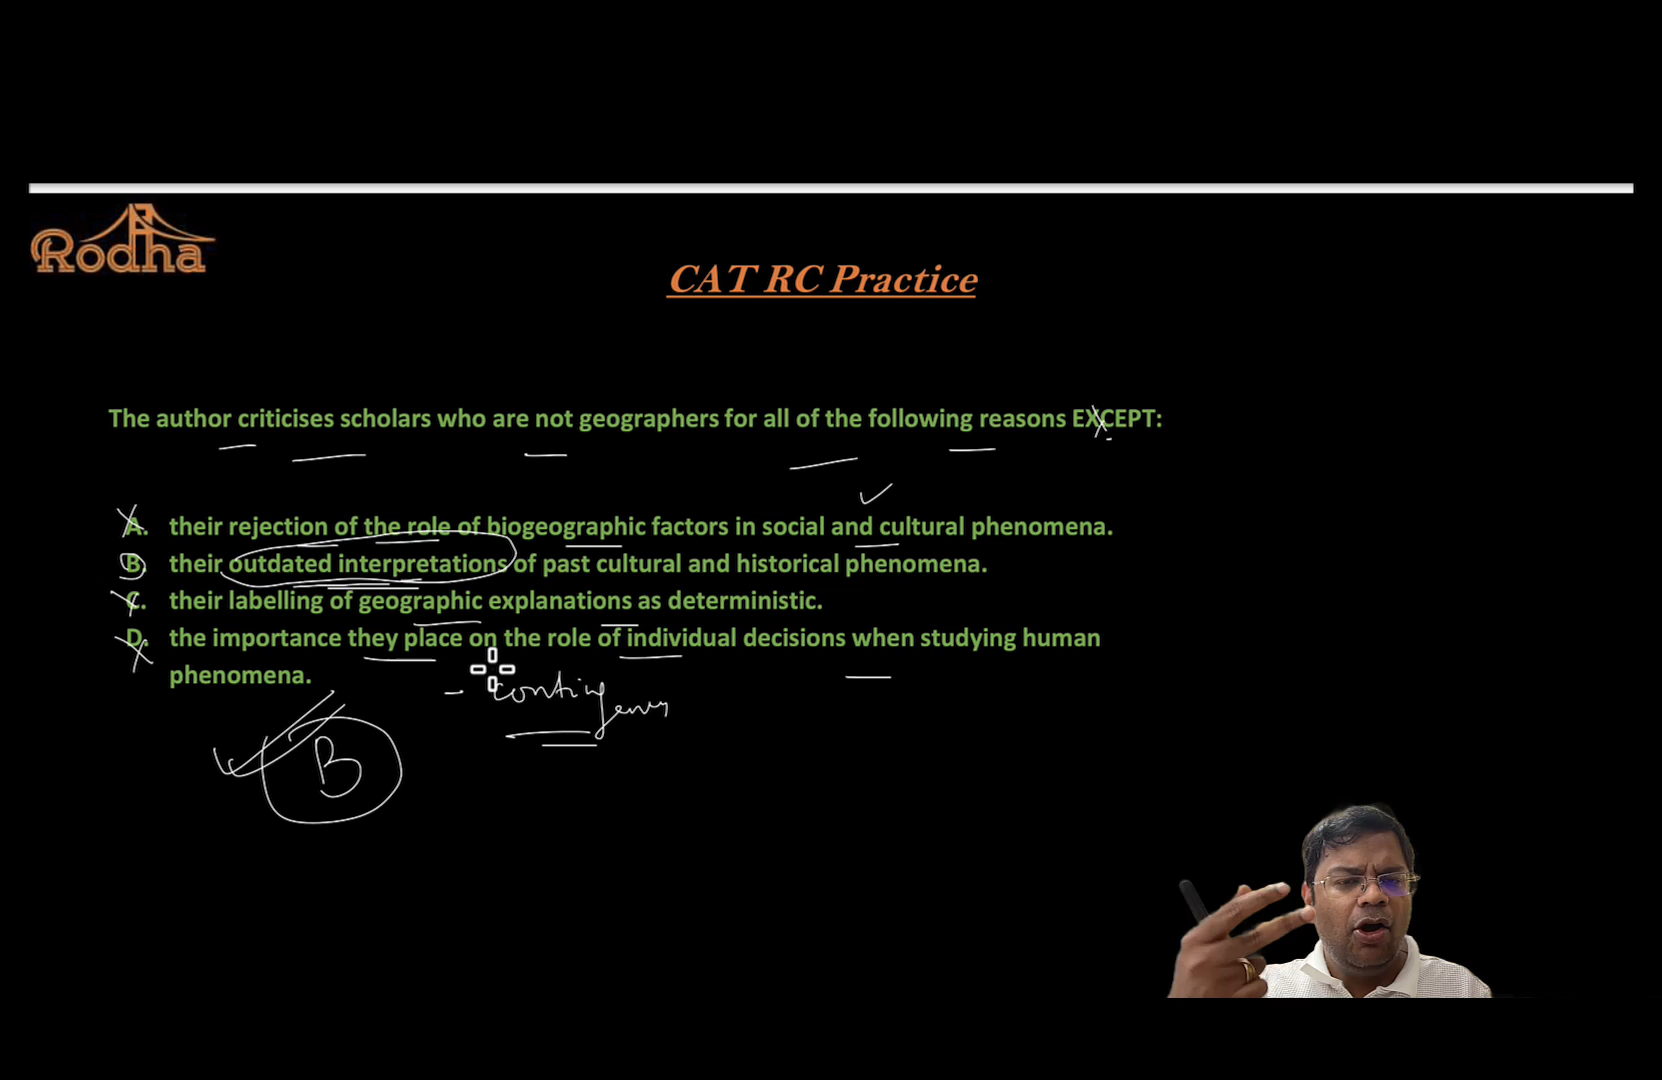 Rodha
CAT RC Practice
The author criticises scholars who are not geographers for all of the following reasons EXCEPT:
A. their rejection of the role of biogeographic factors in social and cultural phenomena.
B. their outdated interpretations of past cultural and historical phenomena.
C. their labelling of geographic explanations as deterministic.
D. the importance they place on the role of individual decisions when studying human
phenomena.
- contingency
B